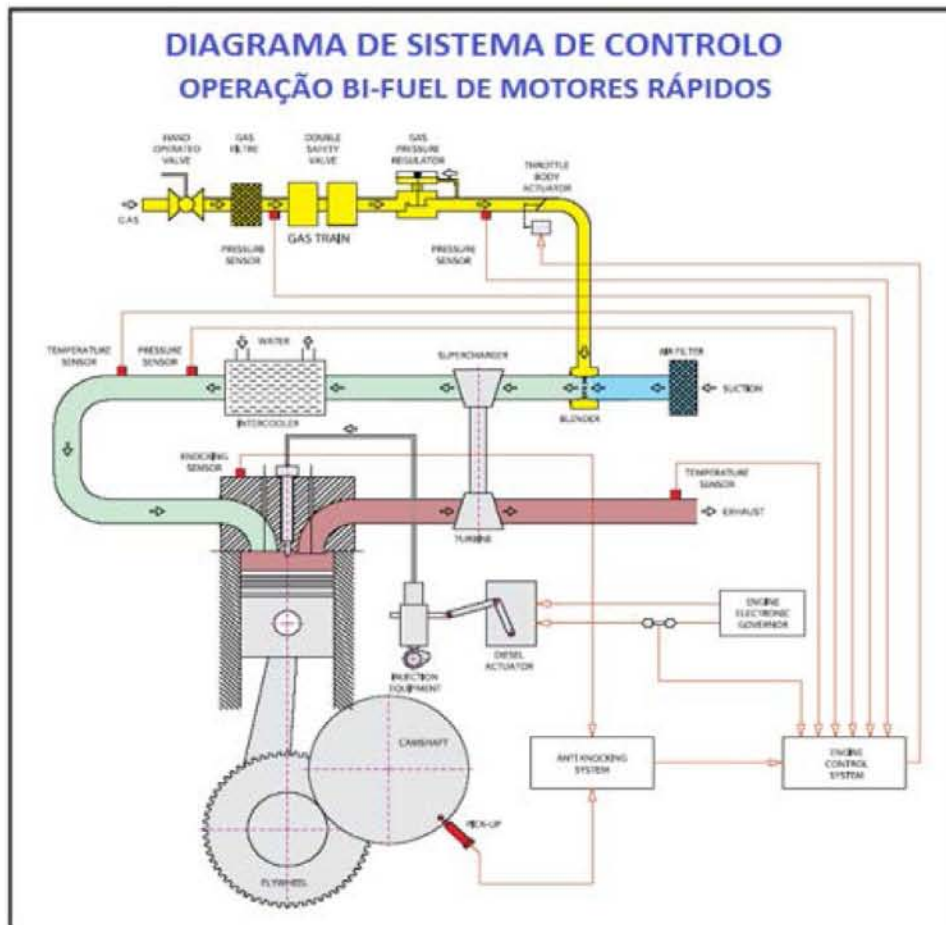 DIAGRAMA DE SISTEMA DE CONTROLO
OPERAÇÃO BI-FUEL DE MOTORES RÁPIDOS
HAND
OPERATED
VALVE
GAS
FILTRE
DOUBLE
SAFETY
VALVE
GAS
PRESSURE
REGULATOR
THROTTLE
BODY
ACTUATOR
GAS
PRESSURE
SENSOR
GAS TRAIN
PRESSURE
SENSOR
TEMPERATURE
SENSOR
PRESSURE
SENSOR
WATER
SUPERCHARGER
AIR FILTER
SUCTION
INTERCOOLER
BLENDER
KNOCKING
SENSOR
TEMPERATURE
SENSOR
EXHAUST
TURBINE
ENGINE
ELECTRONIC
GOVERNOR
DIESEL
ACTUATOR
INJECTION
EQUIPMENT
CAMSHAFT
ANTI KNOCKING
SYSTEM
ENGINE
CONTROL
SYSTEM
PICK-UP
FLYWHEEL